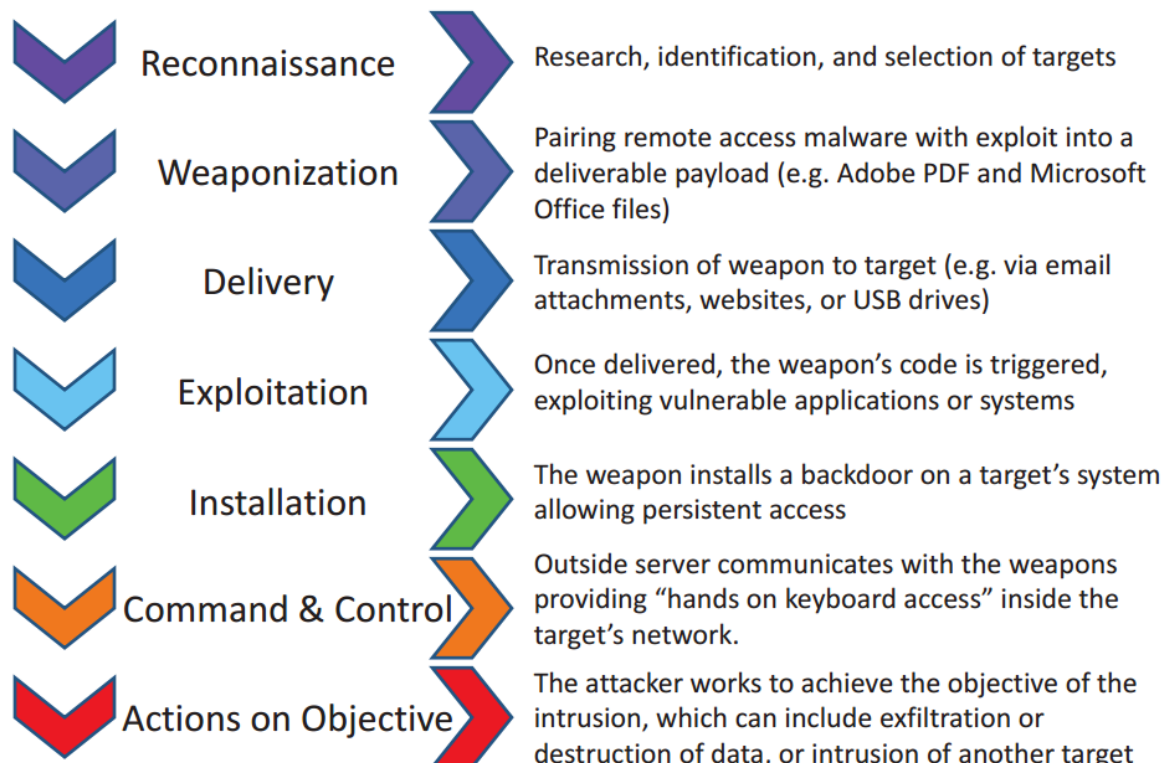 Reconnaissance
Research, identification, and selection of targets
Weaponization
Pairing remote access malware with exploit into a
deliverable payload (e.g. Adobe PDF and Microsoft
Office files)
Delivery
Transmission of weapon to target (e.g. via email
attachments, websites, or USB drives)
Exploitation
Once delivered, the weapon’s code is triggered,
exploiting vulnerable applications or systems
Installation
The weapon installs a backdoor on a target’s system
allowing persistent access
Command & Control
Outside server communicates with the weapons
providing “hands on keyboard access” inside the
target’s network.
Actions on Objective
The attacker works to achieve the objective of the
intrusion, which can include exfiltration or
destruction of data, or intrusion of another target